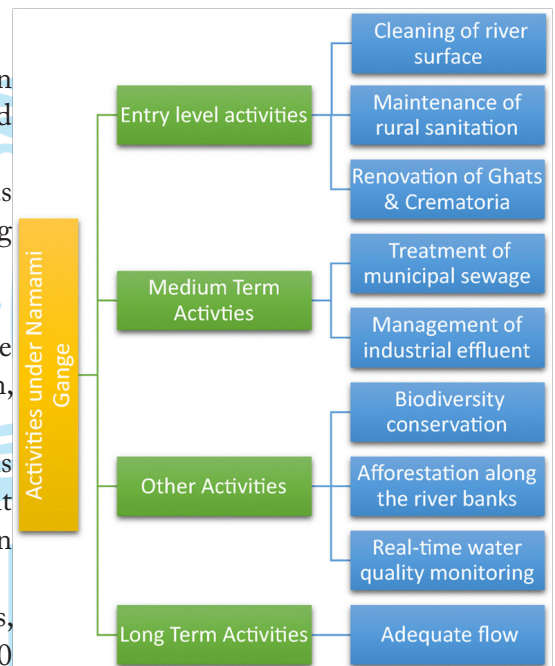 n
d
s
g
e
n,
s
t
n
s,
0
Activities under Namami
Gange
Entry level activities
Cleaning of river
surface
Maintenance of
rural sanitation
Renovation of Ghats
& Crematoria
Medium Term
Activties
Treatment of
municipal sewage
Management of
industrial effluent
Other Activities
Biodiversity
conservation
Afforestation along
the river banks
Real-time water
quality monitoring
Long Term Activities
Adequate flow